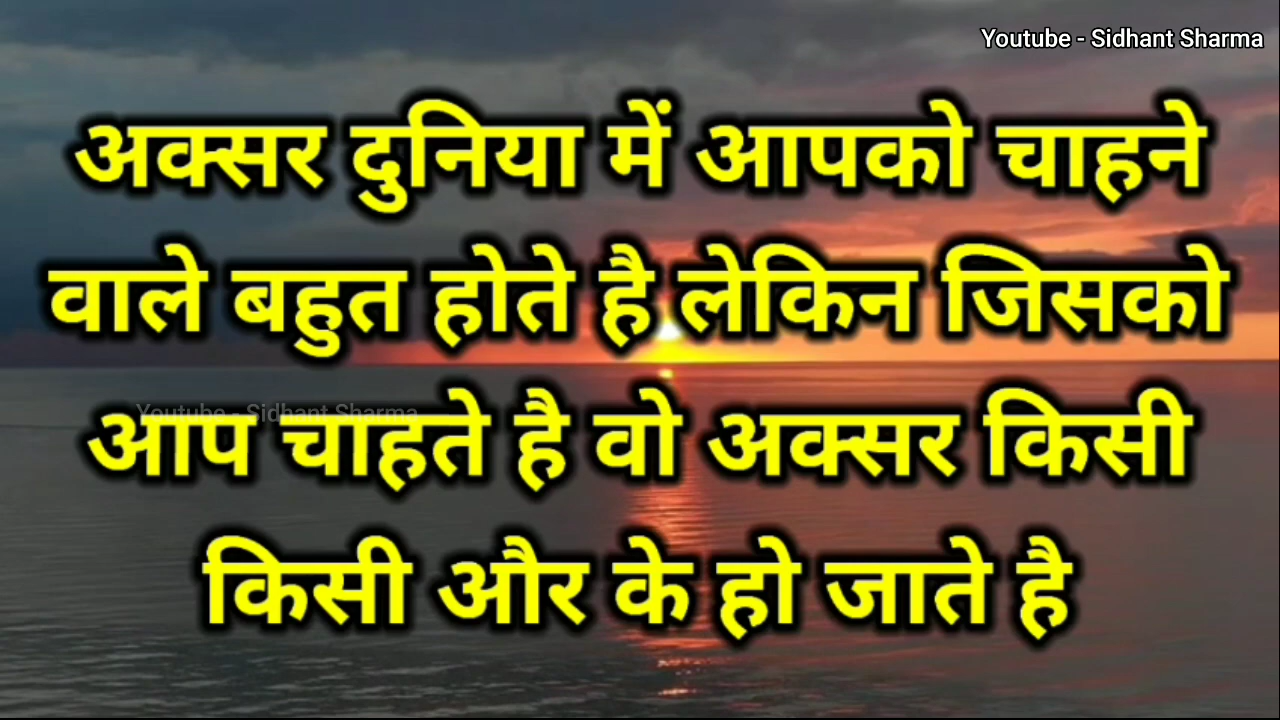 Youtube - Sidhant Sharma
अक्सर दुनिया में आपको चाहने
वाले बहुत होते है लेकिन जिसको
Youtube - Sidhant Sharma
आप चाहते है वो अक्सर किसी
किसी और के हो जाते है